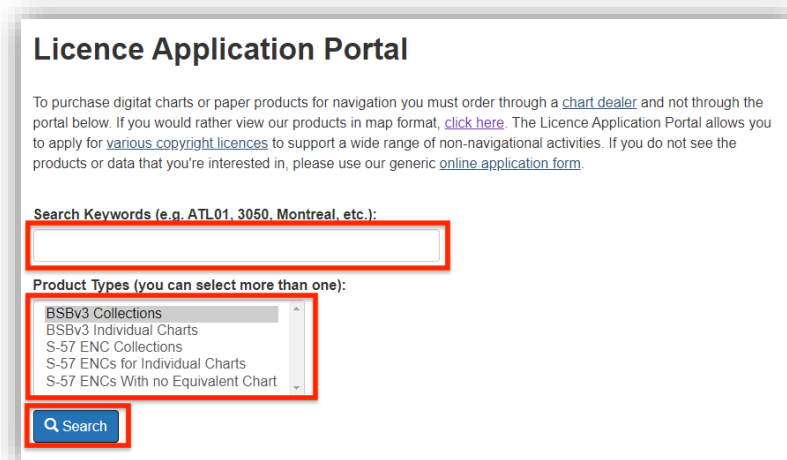 Licence Application Portal
To purchase digitat charts or paper products for navigation you must order through a chart dealer and not through the
portal below. If you would rather view our products in map format, click here. The Licence Application Portal allows you
to apply for various copyright licences to support a wide range of non-navigational activities. If you do not see the
products or data that you're interested in, please use our generic online application form.
Search Keywords (e.g. ATL01, 3050, Montreal, etc.):
Product Types (you can select more than one):
BSBv3 Collections
BSBv3 Individual Charts
S-57 ENC Collections
S-57 ENCs for Individual Charts
S-57 ENCs With no Equivalent Chart
Search